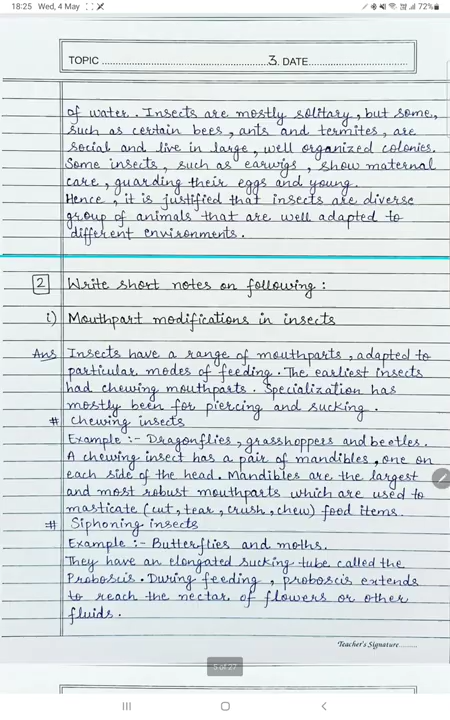 18:25 Wed, 4 May
72%
TOPIC ........ 3. DATE........
of water. Insects are mostly solitary, but some,
such as certain bees, ants and termites, are
social and live in large, well organized colonies.
Some insects, such as earwigs, show maternal
care, guarding their eggs and young.
Hence, it is justified that insects are diverse
group of animals that are well adapted to
different environments.
2 Write short notes on following :
i) Mouthpart modifications in insects
Ans Insects have a range of mouthparts, adapted to
particular modes of feeding. The earliest insects
had chewing mouthparts. Specialization has
mostly been for piercing and sucking.
# Chewing insects
Example :- Dragonflies, grasshoppers and beetles.
A chewing insect has a pair of mandibles, one on
each side of the head. Mandibles are the largest
and most robust mouthparts which are used to
masticate (cut, tear, crush, chew) food items.
# Siphoning insects
Example :- Butterflies and moths.
They have an elongated sucking tube called the
Proboscis. During feeding, proboscis extends
to reach the nectar of flowers or other
fluids.
Teacher's Signature........
5 of 27